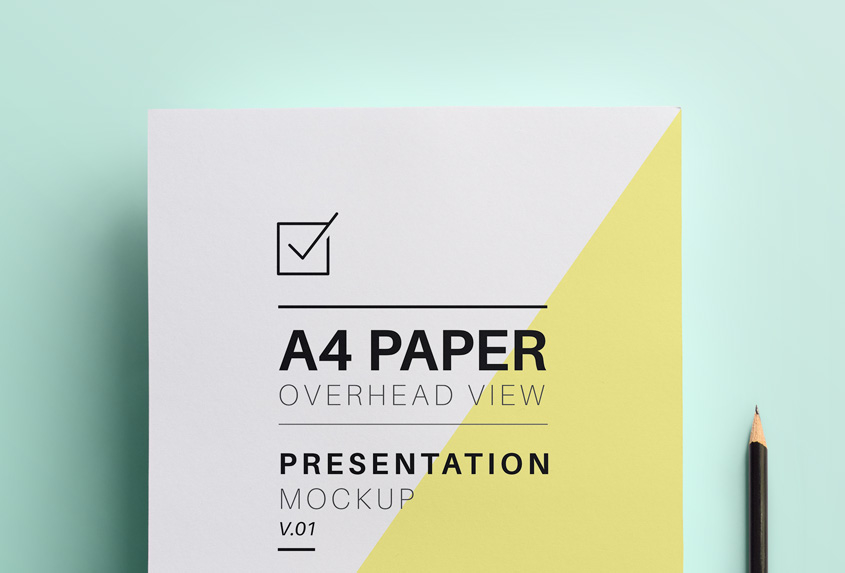 A4 PAPER
OVERHEAD VIEW
PRESENTATION
MOCKUP
V.01